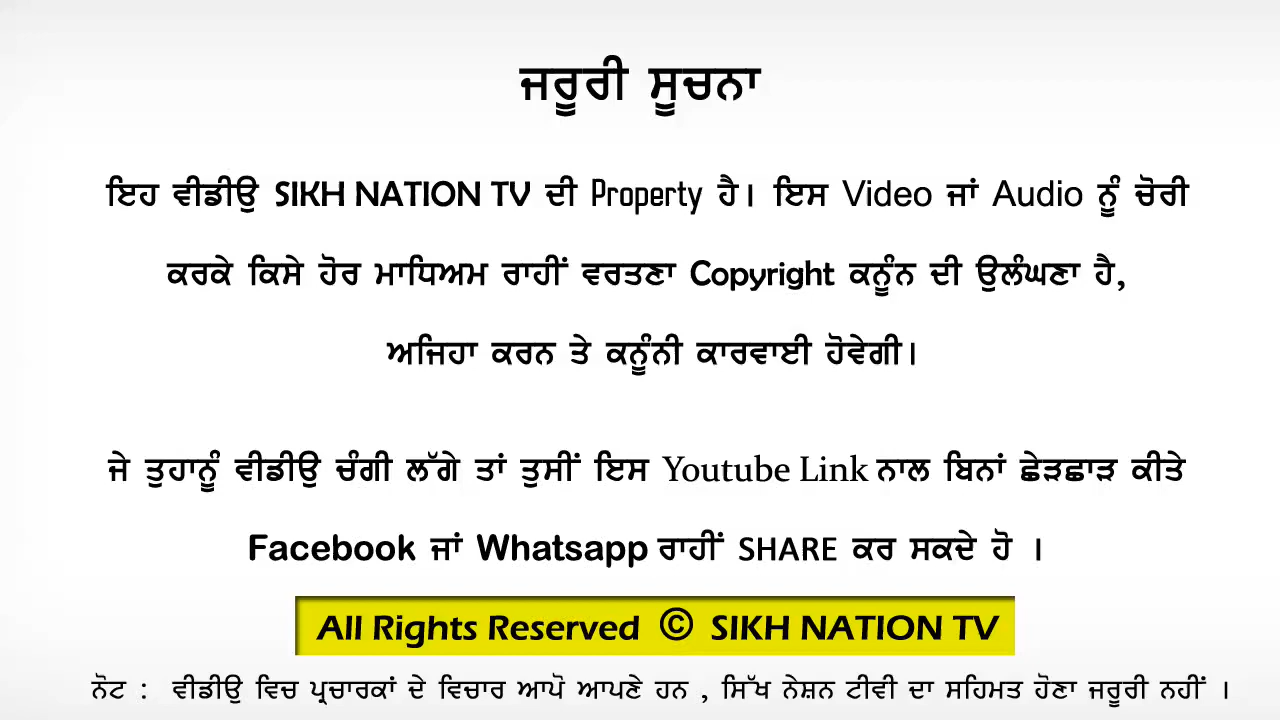 ਜਰੂਰੀ ਸੂਚਨਾ
ਇਹ ਵੀਡੀਉ SIKH NATION TV ਦੀ Property ਹੈ। ਇਸ Video ਜਾਂ Audio ਨੂੰ ਚੋਰੀ
ਕਰਕੇ ਕਿਸੇ ਹੋਰ ਮਾਧਿਅਮ ਰਾਹੀਂ ਵਰਤਣਾ Copyright ਕਨੂੰਨ ਦੀ ਉਲੰਘਣਾ ਹੈ,
ਅਜਿਹਾ ਕਰਨ ਤੇ ਕਨੂੰਨੀ ਕਾਰਵਾਈ ਹੋਵੇਗੀ।
ਜੇ ਤੁਹਾਨੂੰ ਵੀਡੀਉ ਚੰਗੀ ਲੱਗੇ ਤਾਂ ਤੁਸੀਂ ਇਸ Youtube Link ਨਾਲ ਬਿਨਾਂ ਛੇੜਛਾੜ ਕੀਤੇ
Facebook ਜਾਂ Whatsapp ਰਾਹੀਂ SHARE ਕਰ ਸਕਦੇ ਹੋ ।
All Rights Reserved © SIKH NATION TV
ਨੋਟ : ਵੀਡੀਉ ਵਿਚ ਪ੍ਰਚਾਰਕਾਂ ਦੇ ਵਿਚਾਰ ਆਪੋ ਆਪਣੇ ਹਨ , ਸਿੱਖ ਨੇਸ਼ਨ ਟੀਵੀ ਦਾ ਸਹਿਮਤ ਹੋਣਾ ਜਰੂਰੀ ਨਹੀਂ ।